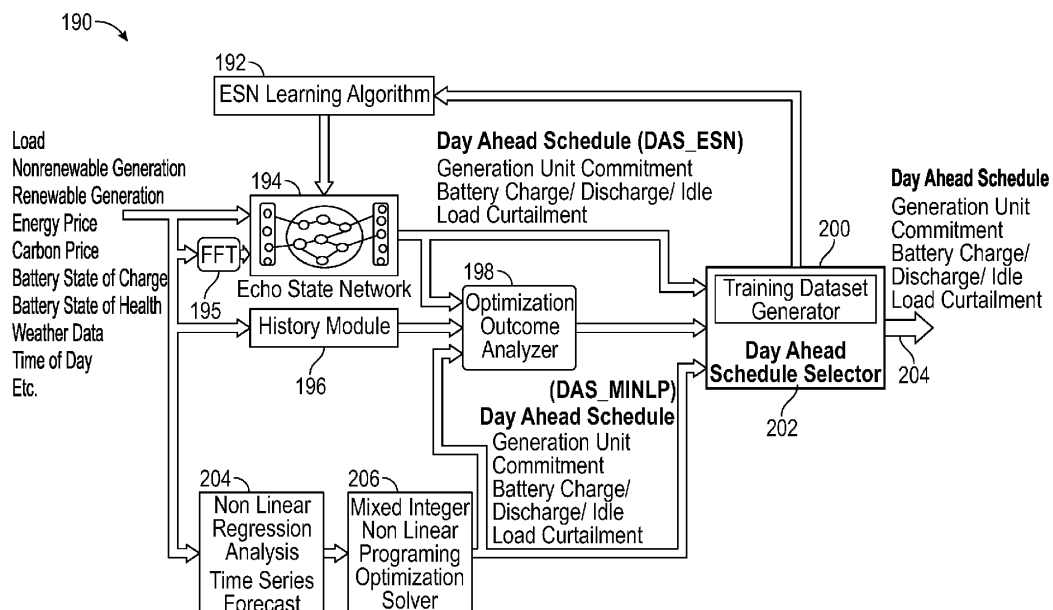 190
192
ESN Learning Algorithm
Load
Nonrenewable Generation
Renewable Generation
Energy Price
Carbon Price
Battery State of Charge
Battery State of Health
Weather Data
Time of Day
Etc.
194
FFT
195
Echo State Network
History Module
196
Day Ahead Schedule (DAS_ESN)
Generation Unit Commitment
Battery Charge/ Discharge/ Idle
Load Curtailment
198
Optimization
Outcome
Analyzer
(DAS_MINLP)
Day Ahead Schedule
Generation Unit
Commitment
Battery Charge/
Discharge/ Idle
Load Curtailment
204
Non Linear
Regression
Analysis
Time Series
Forecast
206
Mixed Integer
Non Linear
Programing
Optimization
Solver
200
Training Dataset
Generator
Day Ahead
Schedule Selector
202
Day Ahead Schedule
Generation Unit
Commitment
Battery Charge/
Discharge/ Idle
Load Curtailment
204